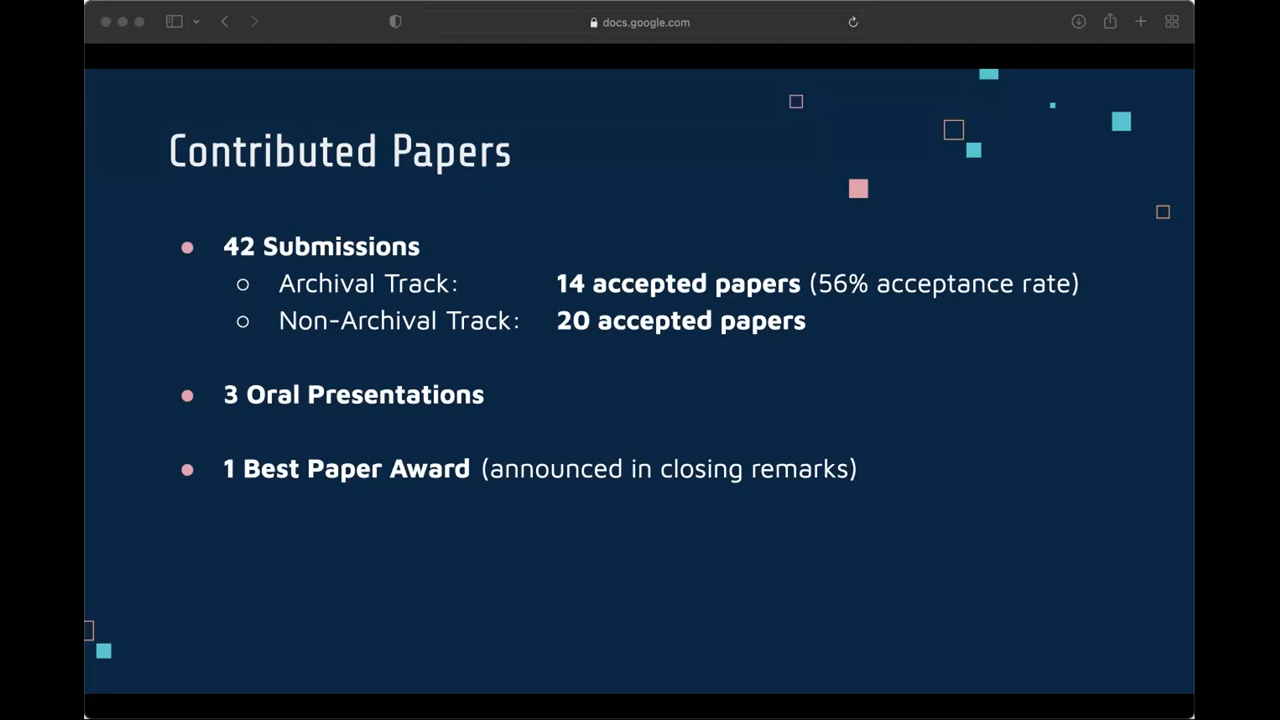 docs.google.com
Contributed Papers
42 Submissions
Archival Track: 14 accepted papers (56% acceptance rate)
Non-Archival Track: 20 accepted papers
3 Oral Presentations
1 Best Paper Award (announced in closing remarks)